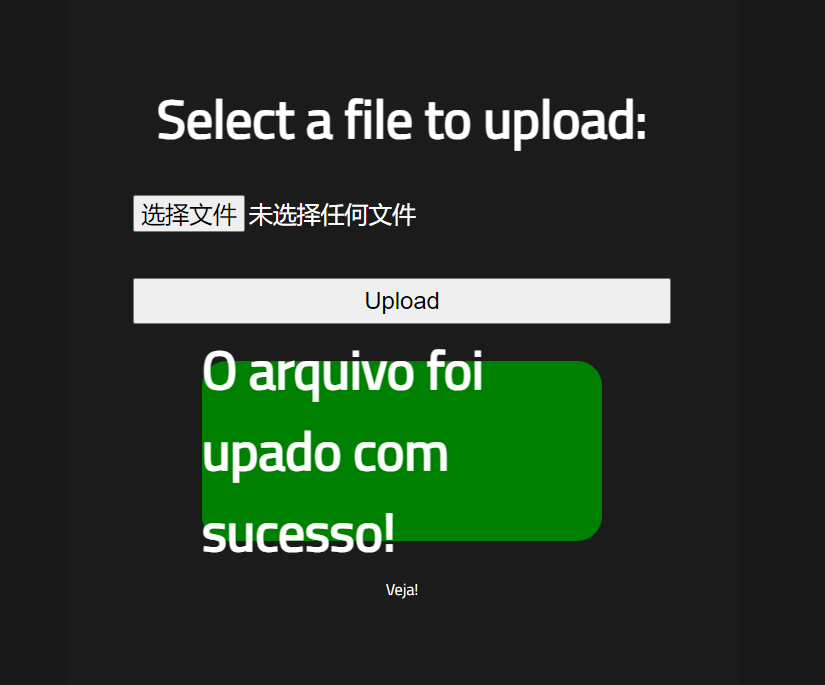 Select a file to upload:
选择文件 未选择任何文件
Upload
O arquivo foi
upado com
sucesso!
Veja!